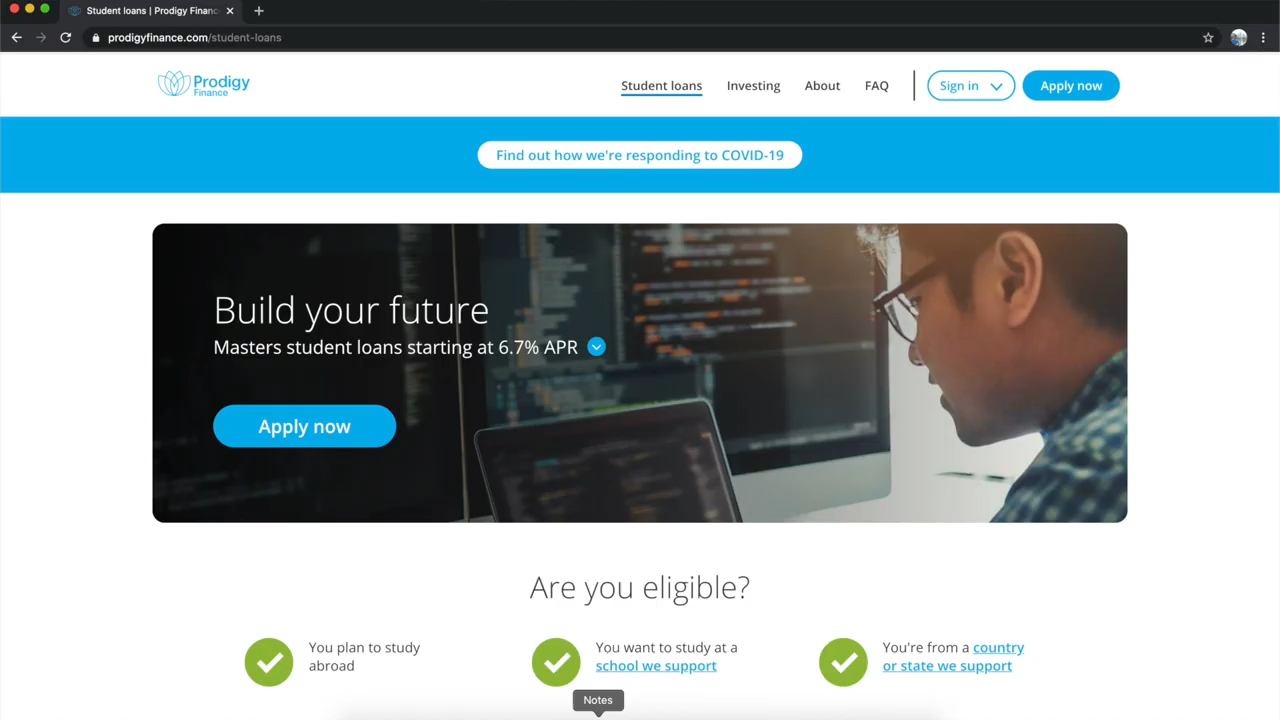 Student loans | Prodigy Financ
prodigyfinance.com/student-loans
Prodigy
Finance
Student loans
Investing
About
FAQ
Sign in
Apply now
Find out how we're responding to COVID-19
Build your future
Masters student loans starting at 6.7% APR
Apply now
Are you eligible?
You plan to study
abroad
You want to study at a
school we support
You're from a country
or state we support
Notes